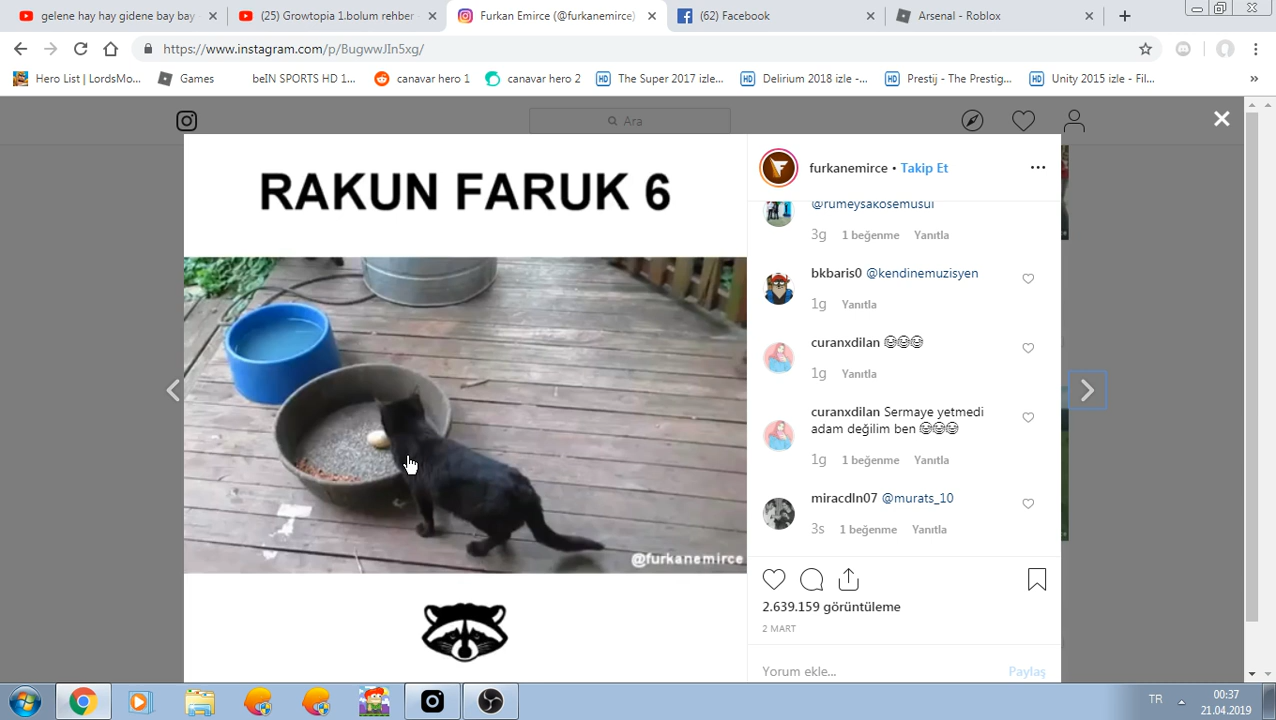 gelene hay hay gidene bay bay
(25) Growtopia 1.bolum rehber
Furkan Emirce (@furkanemirce)
(62) Facebook
Arsenal - Roblox
https://www.instagram.com/p/BugwwJIn5xg/
Hero List | LordsMo...
Games
beIN SPORTS HD 1...
canavar hero 1
canavar hero 2
The Super 2017 izle...
Delirium 2018 izle -...
Prestij - The Prestig...
Unity 2015 izle - Fil...
Ara
RAKUN FARUK 6
@furkanemirce
furkanemirce • Takip Et
@rumeysakosemusul
3g 1 beğenme Yanıtla
bkbaris0 @kendinemuzisyen
1g Yanıtla
curanxdilan 😂😂😂
1g Yanıtla
curanxdilan Sermaye yetmedi
adam değilim ben 😂😂😂
1g 1 beğenme Yanıtla
miracdln07 @murats_10
3s 1 beğenme Yanıtla
2.639.159 görüntüleme
2 MART
Yorum ekle... Paylaş
TR
00:37
21.04.2019